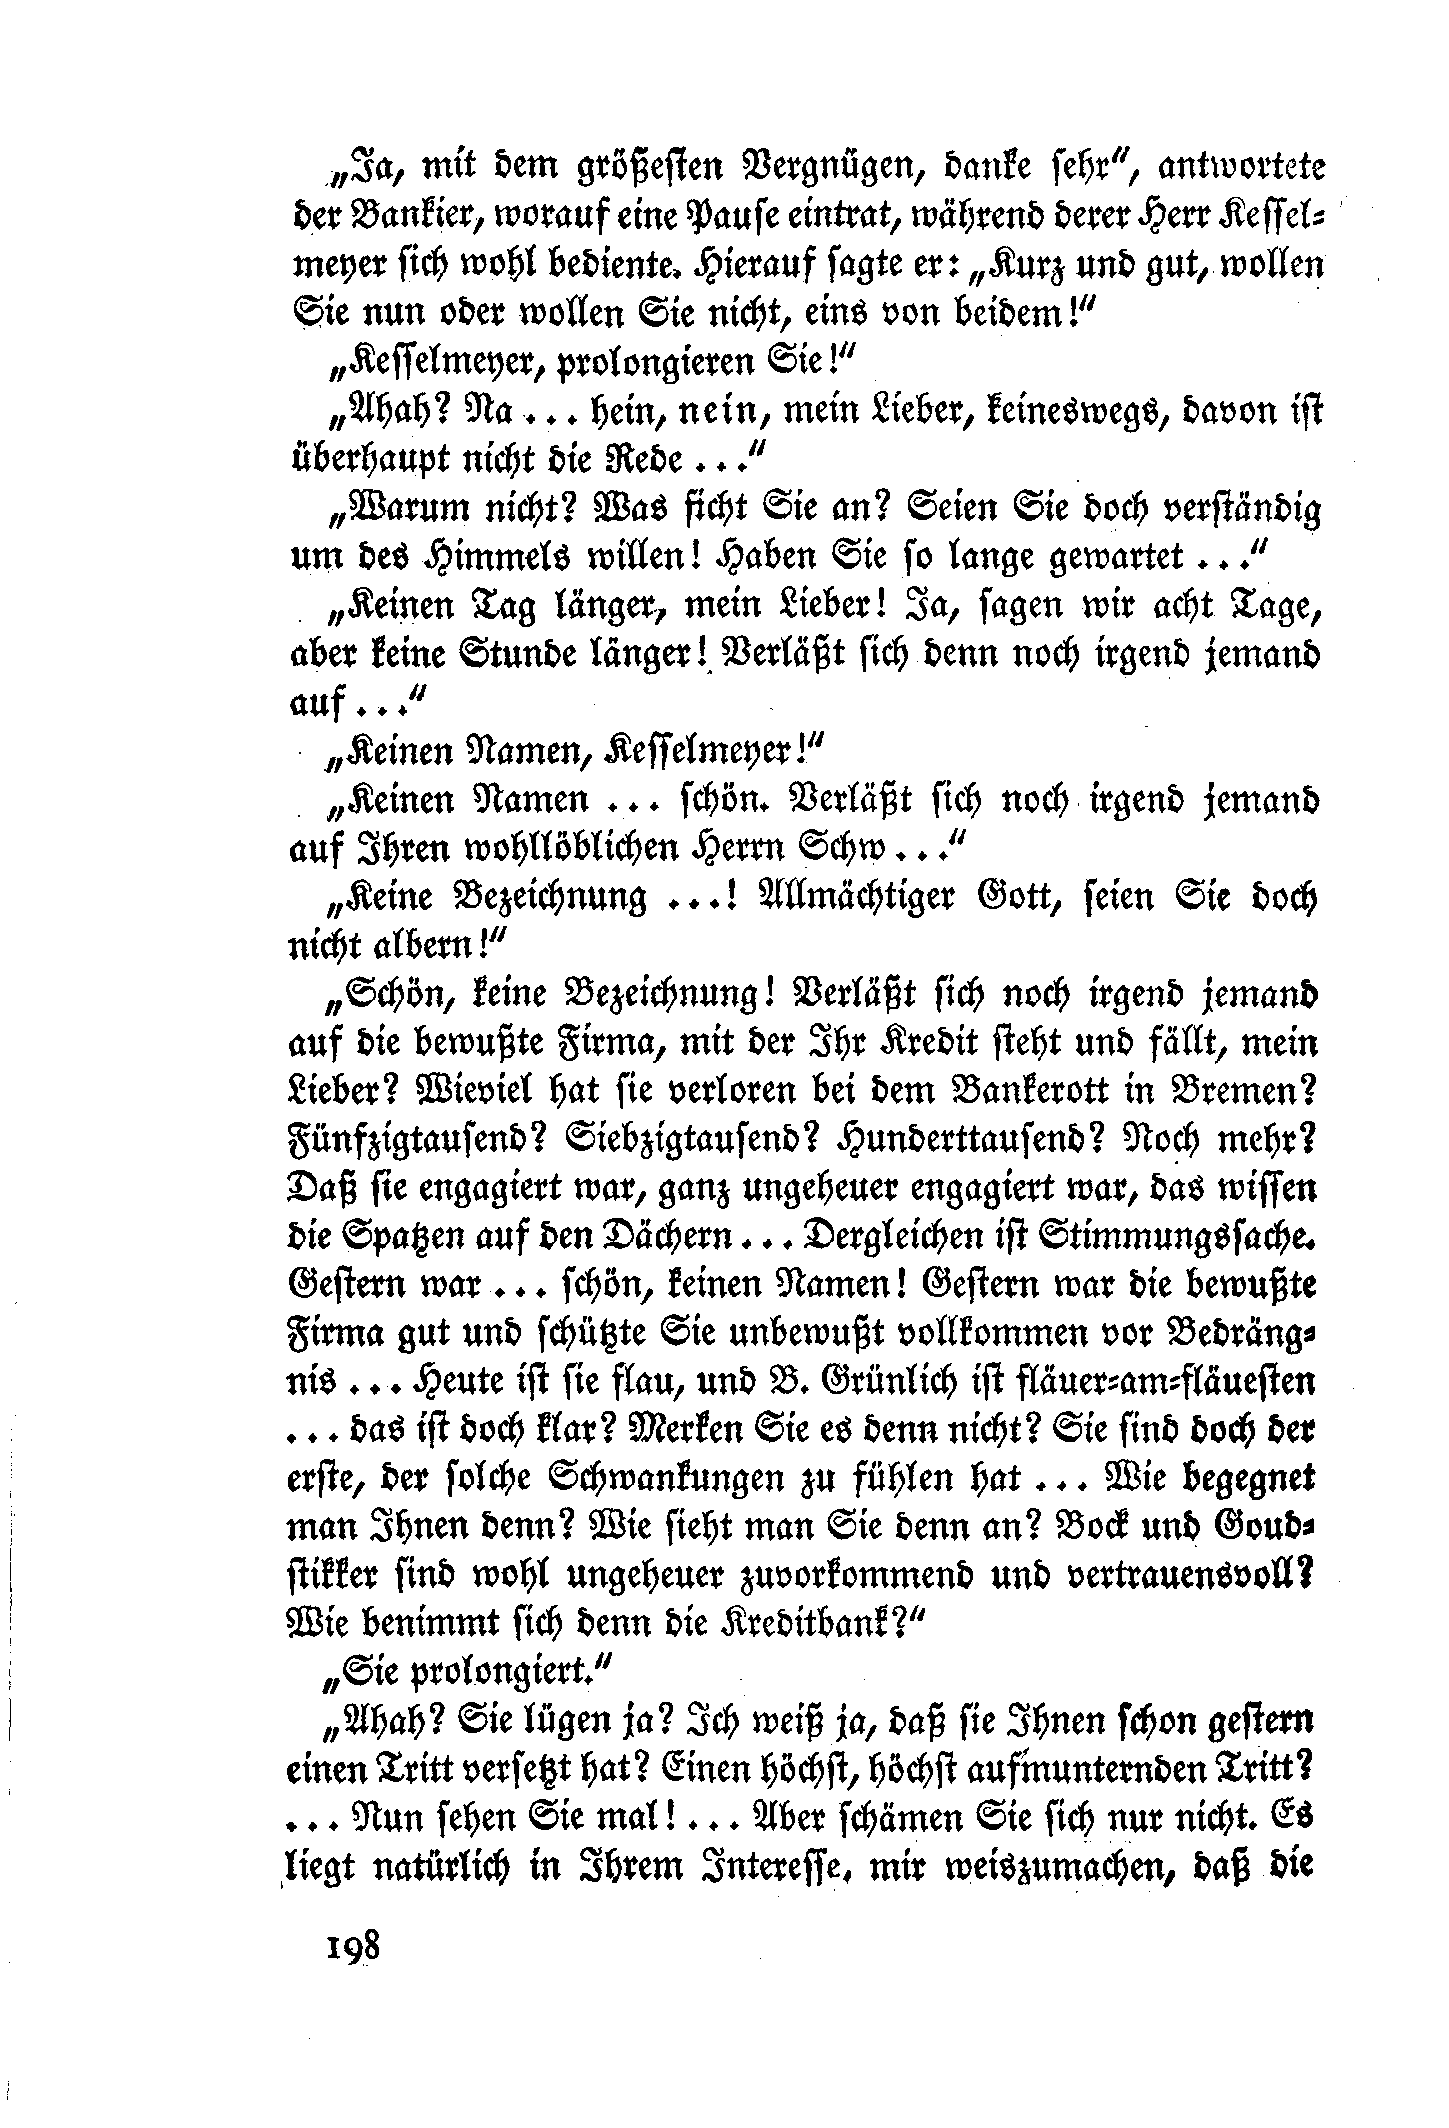 „Ja, mit dem größesten Vergnügen, danke sehr“, antwortete
der Bankier, worauf eine Pause eintrat, während derer Herr Kessel-
meyer sich wohl bediente. Hierauf sagte er: „Kurz und gut, wollen
Sie nun oder wollen Sie nicht, eins von beidem!“
„Kesselmeyer, prolongieren Sie!“
„Ahah? Na ... hein, nein, mein Lieber, keineswegs, davon ist
überhaupt nicht die Rede ...“
„Warum nicht? Was ficht Sie an? Seien Sie doch verständig
um des Himmels willen! Haben Sie so lange gewartet ...“
„Keinen Tag länger, mein Lieber! Ja, sagen wir acht Tage,
aber keine Stunde länger! Verläßt sich denn noch irgend jemand
auf ...“
„Keinen Namen, Kesselmeyer!“
„Keinen Namen ... schön. Verläßt sich noch irgend jemand
auf Ihren wohllöblichen Herrn Schw ...“
„Keine Bezeichnung ...! Allmächtiger Gott, seien Sie doch
nicht albern!“
„Schön, keine Bezeichnung! Verläßt sich noch irgend jemand
auf die bewußte Firma, mit der Ihr Kredit steht und fällt, mein
Lieber? Wieviel hat sie verloren bei dem Bankerott in Bremen?
Fünfzigtausend? Siebzigtausend? Hunderttausend? Noch mehr?
Daß sie engagiert war, ganz ungeheuer engagiert war, das wissen
die Spatzen auf den Dächern ... Dergleichen ist Stimmungssache.
Gestern war ... schön, keinen Namen! Gestern war die bewußte
Firma gut und schützte Sie unbewußt vollkommen vor Bedräng-
nis ... Heute ist sie flau, und B. Grünlich ist fläuer-am-fläuesten
... das ist doch klar? Merken Sie es denn nicht? Sie sind doch der
erste, der solche Schwankungen zu fühlen hat ... Wie begegnet
man Ihnen denn? Wie sieht man Sie denn an? Bock und Goud-
stikker sind wohl ungeheuer zuvorkommend und vertrauensvoll?
Wie benimmt sich denn die Kreditbank?“
„Sie prolongiert.“
„Ahah? Sie lügen ja? Ich weiß ja, daß sie Ihnen schon gestern
einen Tritt versetzt hat? Einen höchst, höchst aufmunternden Tritt?
... Nun sehen Sie mal! ... Aber schämen Sie sich nur nicht. Es
liegt natürlich in Ihrem Interesse, mir weiszumachen, daß die
198